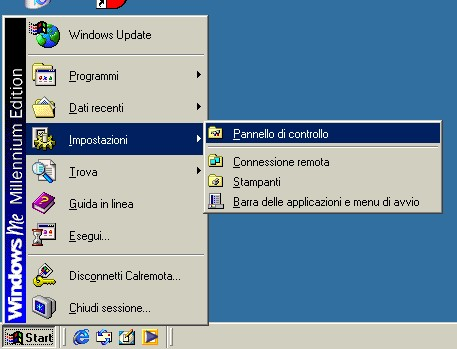 Windows Update
Programmi
Dati recenti
Impostazioni
Trova
Guida in linea
Esegui...
Disconnetti Calremota...
Chiudi sessione...
Pannello di controllo
Connessione remota
Stampanti
Barra delle applicazioni e menu di avvio
Windows Me Millennium Edition
Start